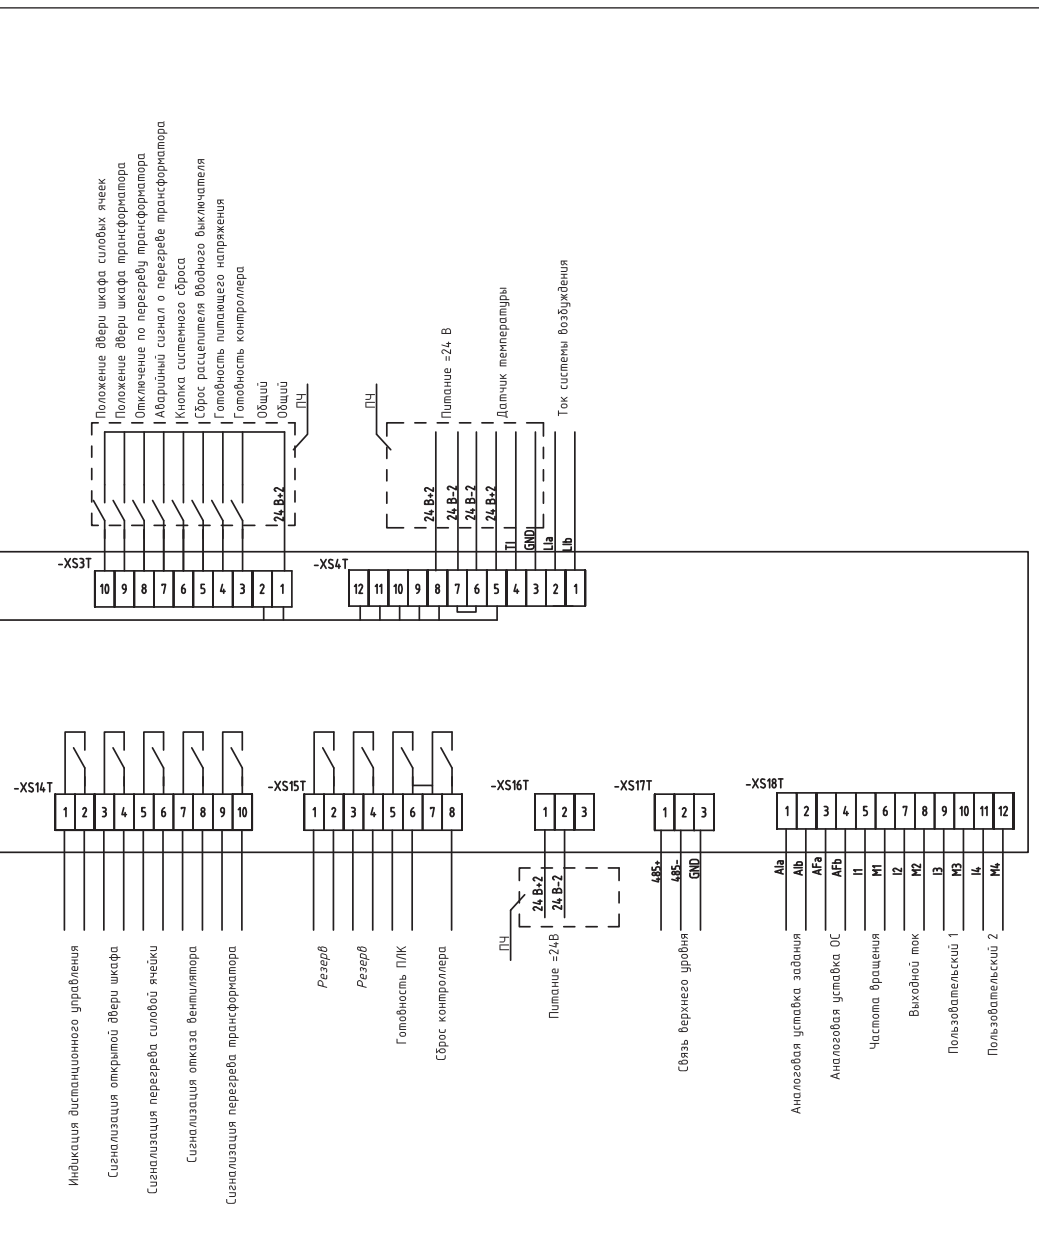 Положение двери шкафа силовых ячеек
Положение двери шкафа трансформатора
Отключение по перегреву трансформатора
Аварийный сигнал о перегреве трансформатора
Кнопка системного сброса
Сброс расцепителя вводного выключателя
Готовность питающего напряжения
Готовность контроллера
Общий
Общий
ПЧ
24 В+2
-XS3T
10 9 8 7 6 5 4 3 2 1
ПЧ
Питание =24 В
Датчик температуры
Ток системы возбуждения
24 В+2
24 В-2
24 В-2
24 В+2
TI
GND
LIa
LIb
-XS4T
12 11 10 9 8 7 6 5 4 3 2 1
-XS14T
1 2 3 4 5 6 7 8 9 10
Индикация дистанционного управления
Сигнализация открытой двери шкафа
Сигнализация перегрева силовой ячейки
Сигнализация отказа вентилятора
Сигнализация перегрева трансформатора
-XS15T
1 2 3 4 5 6 7 8
Резерв
Резерв
Готовность П/ІК
Сброс контроллера
-XS16T
1 2 3
24 В+2
24 В-2
ПЧ
Питание =24В
-XS17T
1 2 3
485+
485-
GND
Связь верхнего уровня
-XS18T
1 2 3 4 5 6 7 8 9 10 11 12
AIa
AIb
AFa
AFb
I1
M1
I2
M2
I3
M3
I4
M4
Аналоговая уставка задания
Аналоговая уставка ОС
Частота вращения
Выходной ток
Пользовательский 1
Пользовательский 2